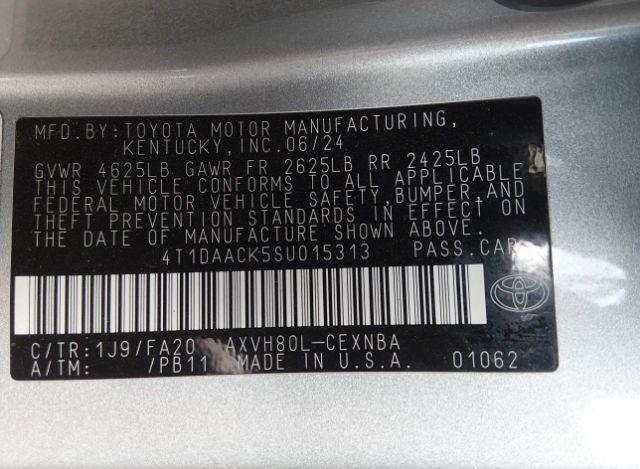 MFD.BY:TOYOTA MOTOR MANUFACTURING,
KENTUCKY,INC.06/24
GVWR 4625LB GAWR FR 2625LB RR 2425LB
THIS VEHICLE CONFORMS TO ALL APPLICABLE
FEDERAL MOTOR VEHICLE SAFETY,BUMPER,AND
THEFT PREVENTION STANDARDS IN EFFECT ON
THE DATE OF MANUFACTURE SHOWN ABOVE.
4T1DAACK5SU015313 PASS CAR
C/TR:1J9/FA20 AXVH80L-CEXNBA
A/TM: /PB11 MADE IN U.S.A. 01062